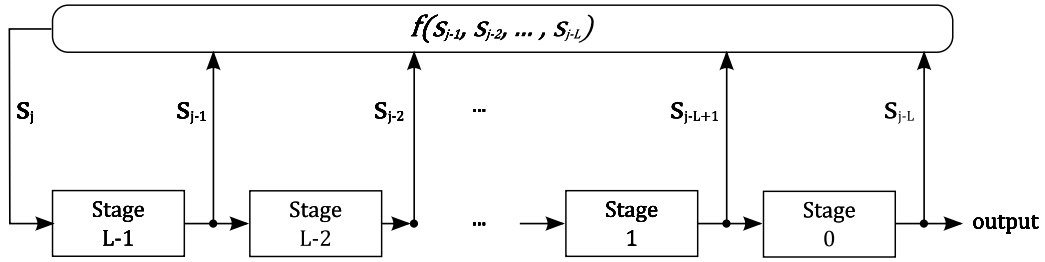 f(sj-1, sj-2, ... , sj-L)
Sj
Sj-1
Sj-2
...
Sj-L+1
Sj-L
Stage
L-1
Stage
L-2
...
Stage
1
Stage
0
output